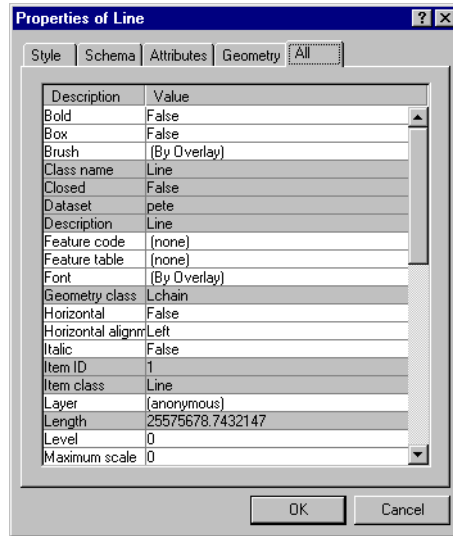 Properties of Line
Style Schema Attributes Geometry All
Description Value
Bold False
Box False
Brush (By Overlay)
Class name Line
Closed False
Dataset pete
Description Line
Feature code (none)
Feature table (none)
Font (By Overlay)
Geometry class Lchain
Horizontal False
Horizontal alignm Left
Italic False
Item ID 1
Item class Line
Layer (anonymous)
Length 25575678.7432147
Level 0
Maximum scale 0
OK Cancel